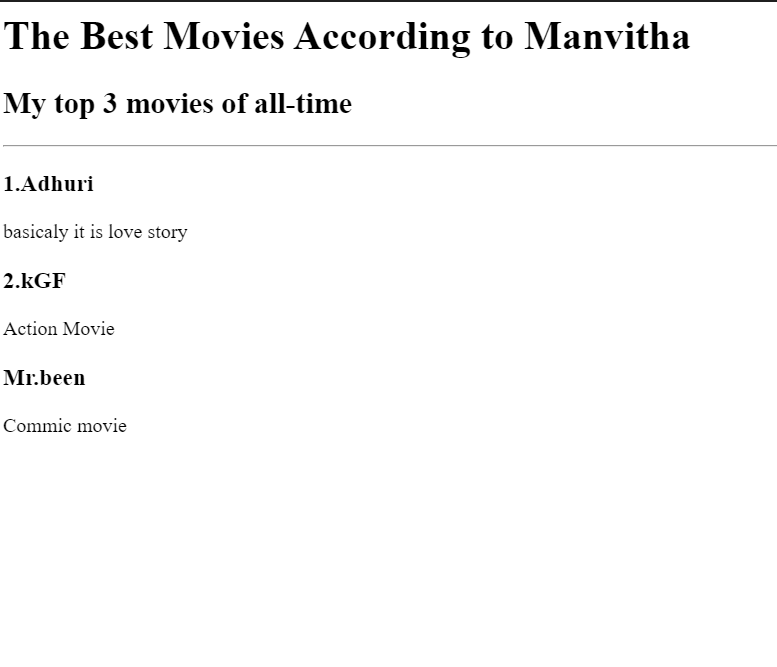 The Best Movies According to Manvitha
My top 3 movies of all-time
1.Adhuri
basicaly it is love story
2.kGF
Action Movie
Mr.been
Commic movie